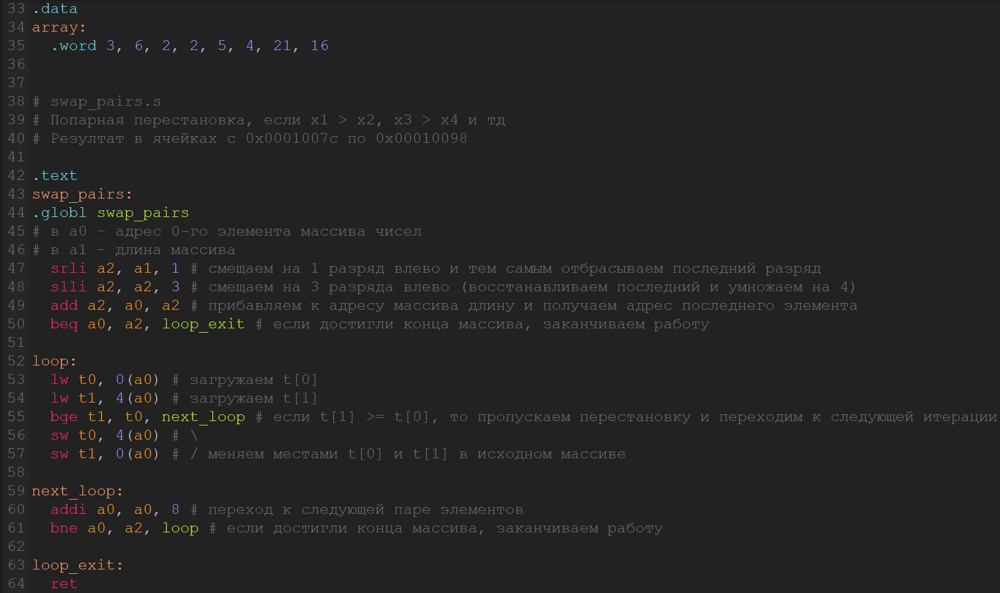 33 .data
34 array:
35   .word 3, 6, 2, 2, 5, 4, 21, 16
36
37
38 # swap_pairs.s
39 # Попарная перестановка, если x1 > x2, x3 > x4 и тд
40 # Резултат в ячейках с 0x0001007c по 0x00010098
41
42 .text
43 swap_pairs:
44 .globl swap_pairs
45 # в a0 – адрес 0-го элемента массива чисел
46 # в a1 – длина массива
47   srli a2, a1, 1 # смещаем на 1 разряд влево и тем самым отбрасываем последний разряд
48   slli a2, a2, 3 # смещаем на 3 разряда влево (восстанавливаем последний и умножаем на 4)
49   add a2, a0, a2 # прибавляем к адресу массива длину и получаем адрес последнего элемента
50   beq a0, a2, loop_exit # если достигли конца массива, заканчиваем работу
51
52 loop:
53   lw t0, 0(a0) # загружаем t[0]
54   lw t1, 4(a0) # загружаем t[1]
55   bge t1, t0, next_loop # если t[1] >= t[0], то пропускаем перестановку и переходим к следующей итерации
56   sw t0, 4(a0) # \
57   sw t1, 0(a0) # / меняем местами t[0] и t[1] в исходном массиве
58
59 next_loop:
60   addi a0, a0, 8 # переход к следующей паре элементов
61   bne a0, a2, loop # если достигли конца массива, заканчиваем работу
62
63 loop_exit:
64   ret